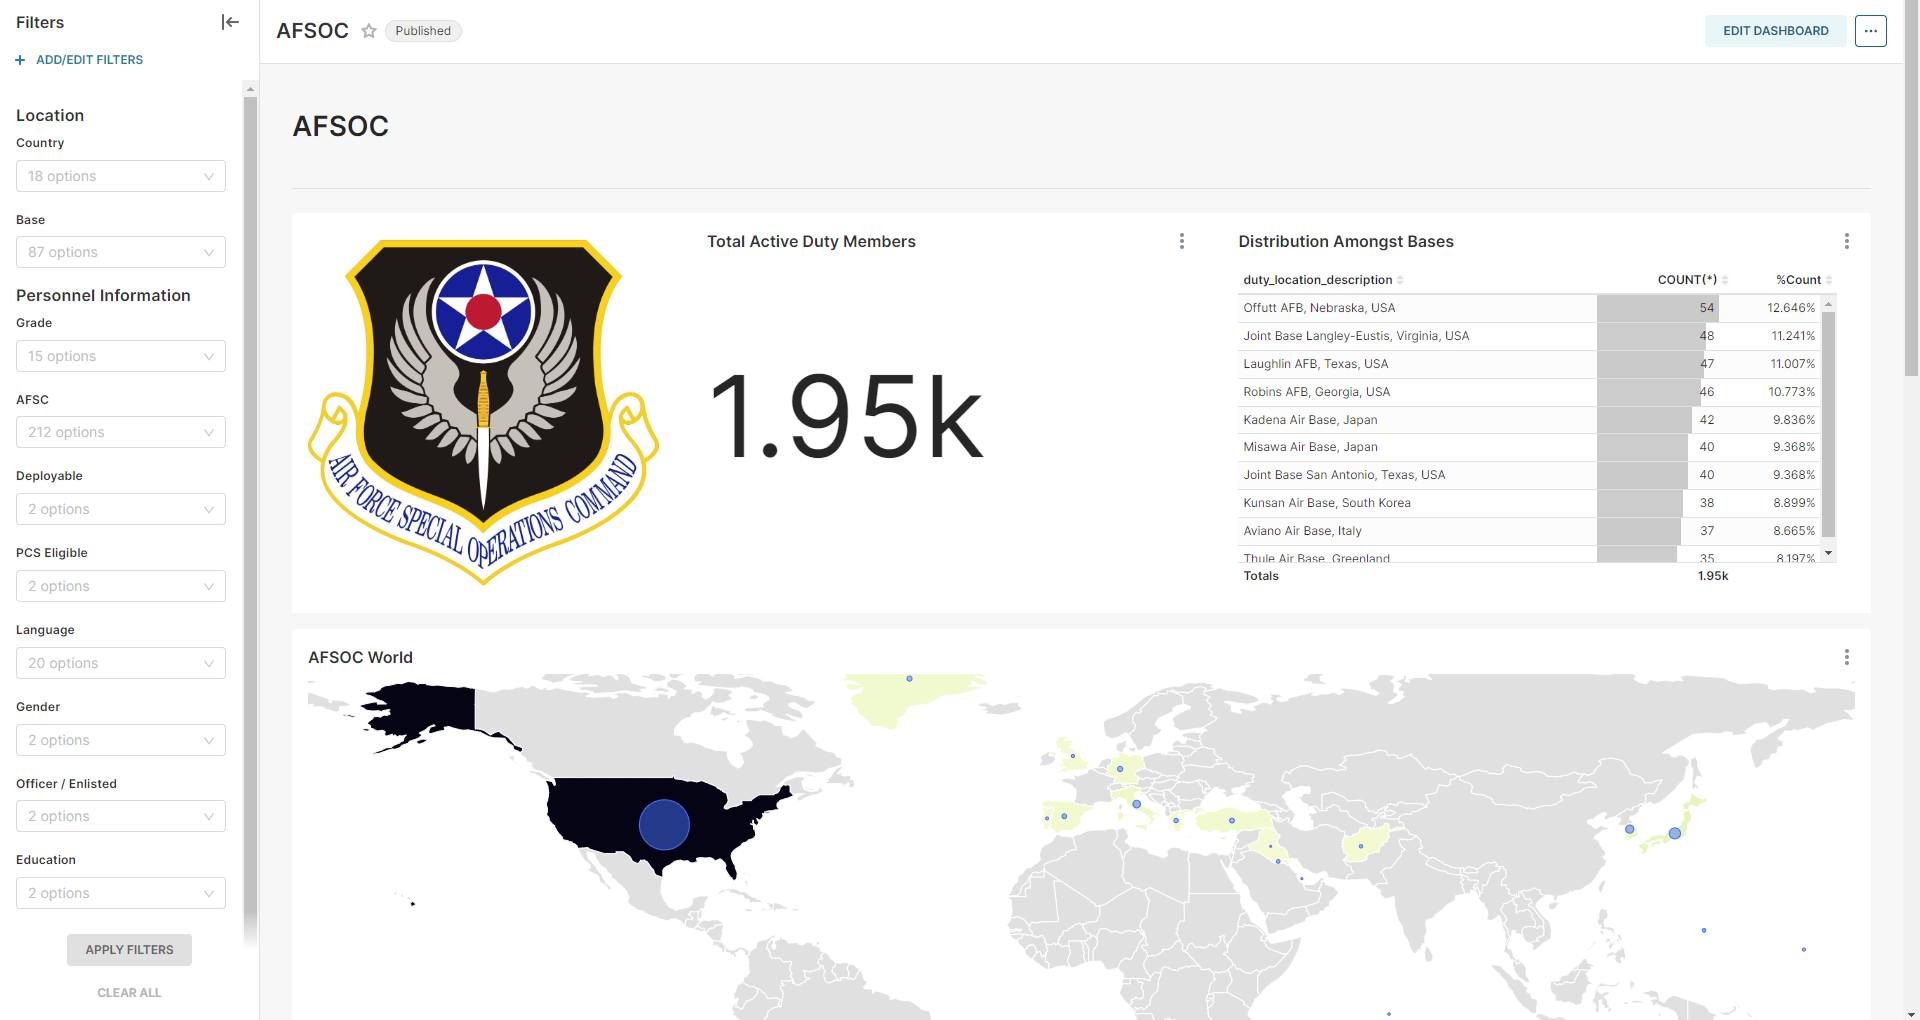 Filters
+ ADD/EDIT FILTERS
Location
Country
18 options
Base
87 options
Personnel Information
Grade
15 options
AFSC
212 options
Deployable
2 options
PCS Eligible
2 options
Language
20 options
Gender
2 options
Officer / Enlisted
2 options
Education
2 options
APPLY FILTERS
CLEAR ALL
AFSOC
Published
EDIT DASHBOARD
...
AFSOC
AIR FORCE SPECIAL OPERATIONS COMMAND
Total Active Duty Members
1.95k
Distribution Amongst Bases
duty_location_description COUNT(*) %Count
Offutt AFB, Nebraska, USA 54 12.646%
Joint Base Langley-Eustis, Virginia, USA 48 11.241%
Laughlin AFB, Texas, USA 47 11.007%
Robins AFB, Georgia, USA 46 10.773%
Kadena Air Base, Japan 42 9.836%
Misawa Air Base, Japan 40 9.368%
Joint Base San Antonio, Texas, USA 40 9.368%
Kunsan Air Base, South Korea 38 8.899%
Aviano Air Base, Italy 37 8.665%
Thule Air Base, Greenland 35 8.197%
Totals 1.95k
AFSOC World